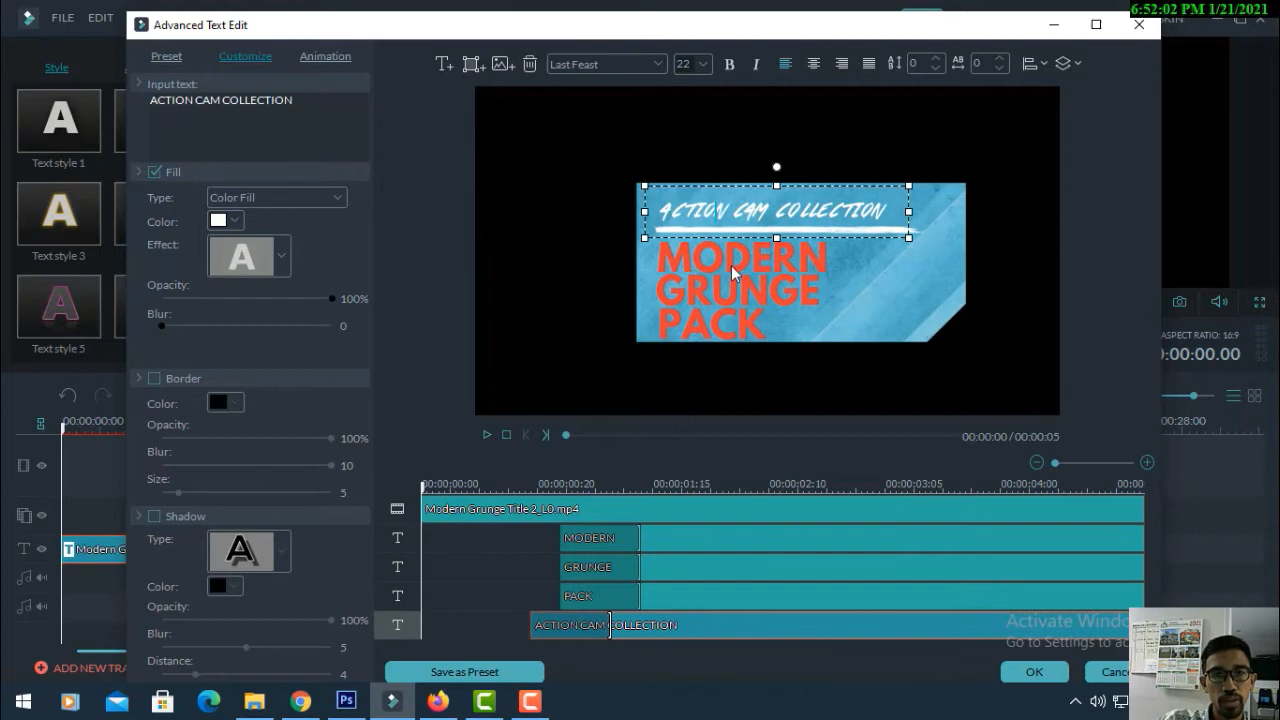 6:52:02 PM 1/21/2021
FILE EDIT
Advanced Text Edit
Style
Preset Customize Animation
Last Feast 22 B I AB 0 AB 0
Input text:
ACTION CAM COLLECTION
Text style 1
Fill
Type: Color Fill
Color:
Effect:
Text style 3
Opacity: 100%
Blur: 0
Text style 5
Border
Color:
Opacity: 100%
Blur: 10
Size: 5
Shadow
Type:
Color:
Opacity: 100%
Blur: 5
Distance: 4
ACTION CAM COLLECTION
MODERN
GRUNGE
PACK
ASPECT RATIO: 16:9
00:00:00.00
00:00:00 / 00:00:05
00:00:00:00
00:00:28:00
00:00:00:00 00:00:00:20 00:00:01:15 00:00:02:10 00:00:03:05 00:00:04:00 00:00
Modern Grunge Title 2_L0.mp4
T MODERN
T GRUNGE
T PACK
T ACTION CAM COLLECTION
T Modern G
ADD NEW TRA
Activate Windo
Go to Settings to ac
Save as Preset OK Canc